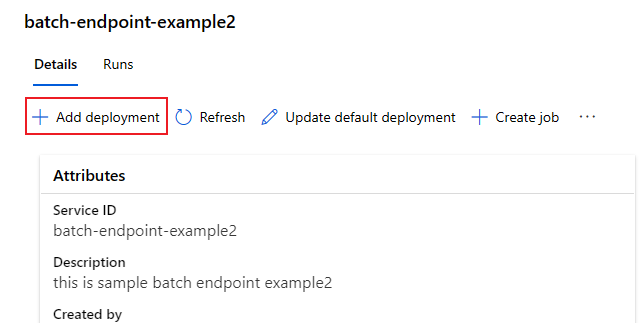 batch-endpoint-example2
Details Runs
Add deployment Refresh Update default deployment Create job ...
Attributes
Service ID
batch-endpoint-example2
Description
this is sample batch endpoint example2
Created by